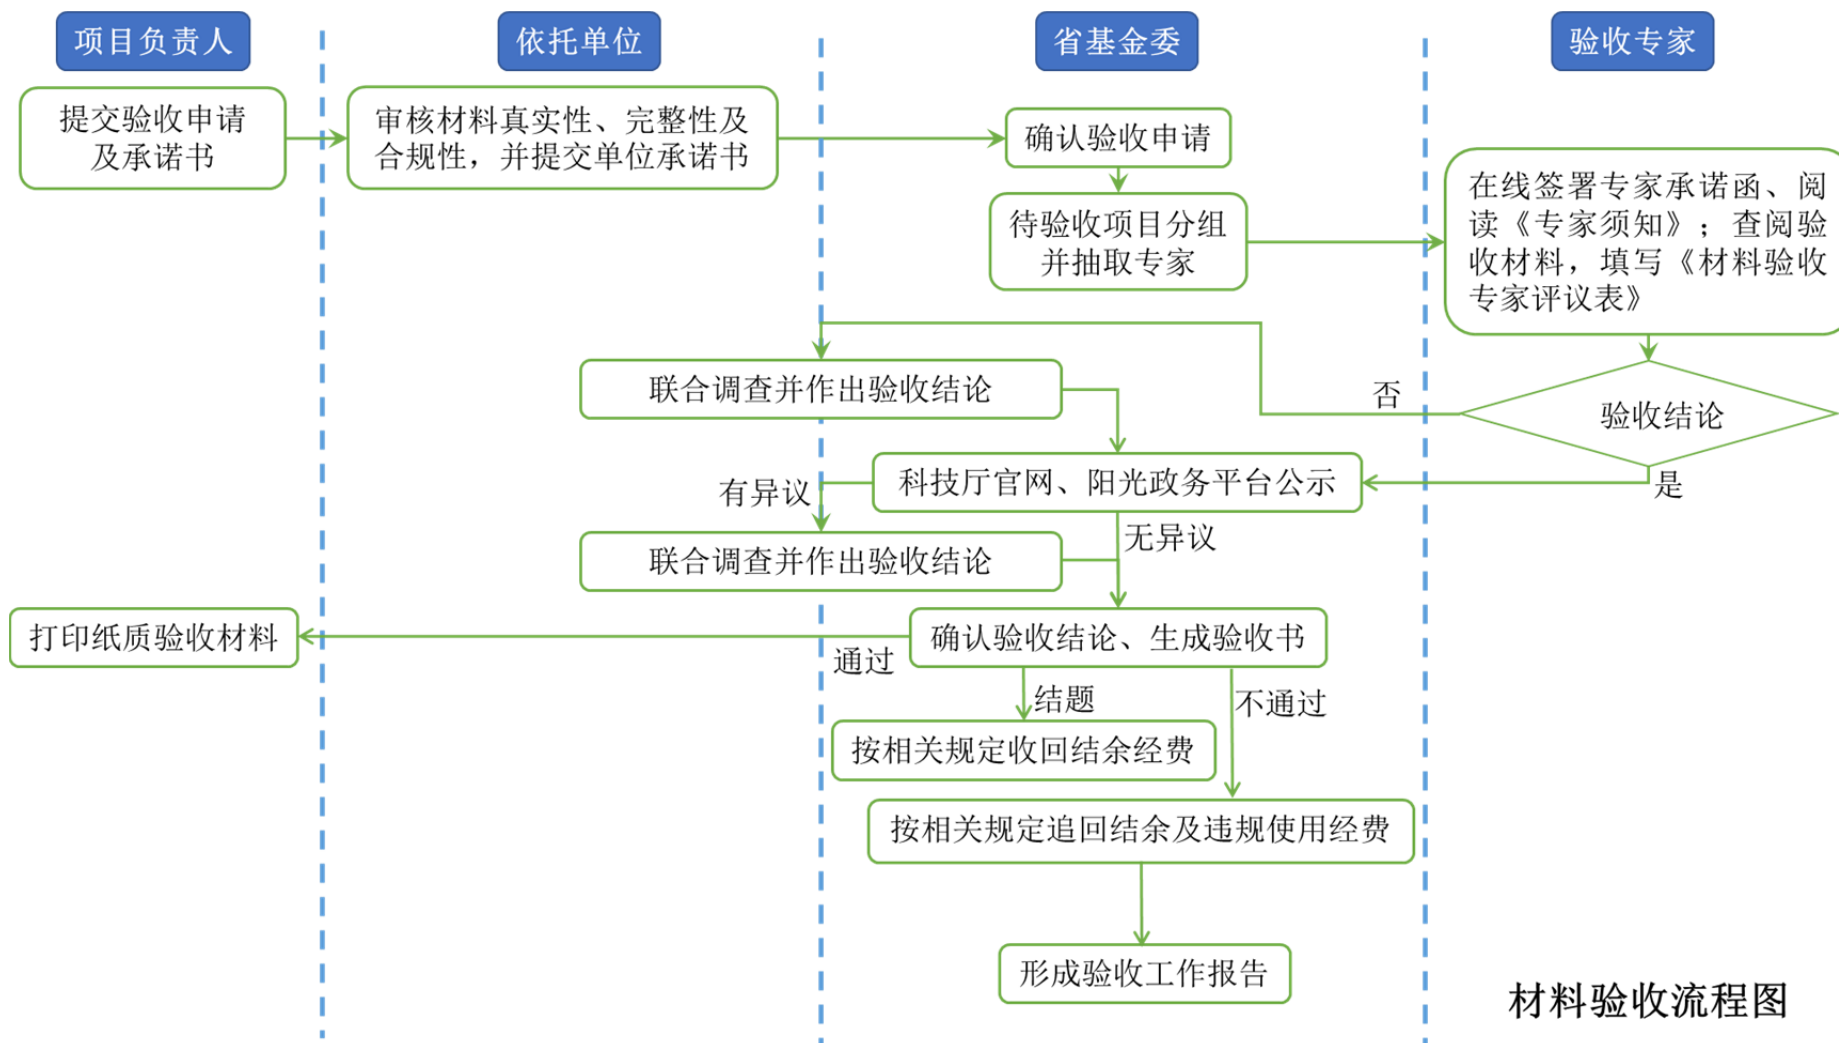 项目负责人
依托单位
省基金委
验收专家
提交验收申请
及承诺书
审核材料真实性、完整性及
合规性，并提交单位承诺书
确认验收申请
待验收项目分组
并抽取专家
在线签署专家承诺函、阅
读《专家须知》；查阅验
收材料，填写《材料验收
专家评议表》
联合调查并作出验收结论
否
验收结论
科技厅官网、阳光政务平台公示
是
有异议
无异议
联合调查并作出验收结论
打印纸质验收材料
确认验收结论、生成验收书
通过
结题
不通过
按相关规定收回结余经费
按相关规定追回结余及违规使用经费
形成验收工作报告
材料验收流程图